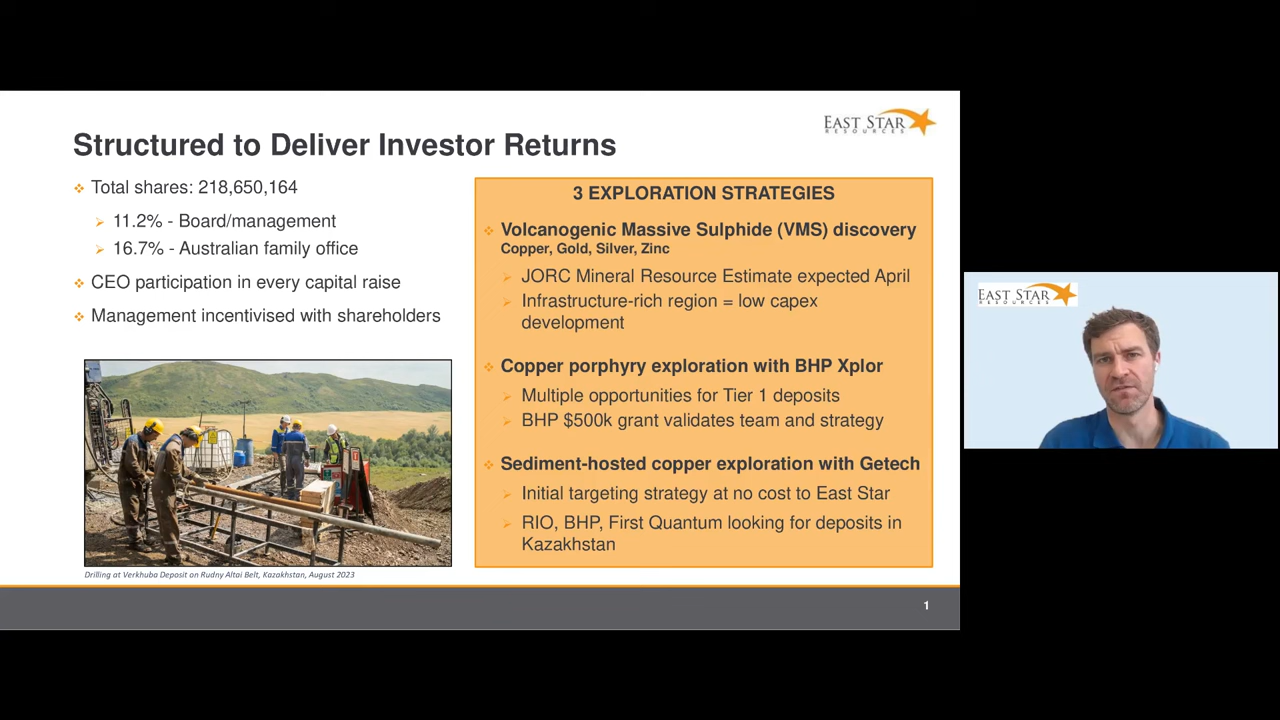 EAST STAR
RESOURCES
Structured to Deliver Investor Returns
Total shares: 218,650,164
11.2% - Board/management
16.7% - Australian family office
CEO participation in every capital raise
Management incentivised with shareholders
Drilling at Verkhuba Deposit on Rudny Altai Belt, Kazakhstan, August 2023
3 EXPLORATION STRATEGIES
Volcanogenic Massive Sulphide (VMS) discovery
Copper, Gold, Silver, Zinc
JORC Mineral Resource Estimate expected April
Infrastructure-rich region = low capex
development
Copper porphyry exploration with BHP Xplor
Multiple opportunities for Tier 1 deposits
BHP $500k grant validates team and strategy
Sediment-hosted copper exploration with Getech
Initial targeting strategy at no cost to East Star
RIO, BHP, First Quantum looking for deposits in
Kazakhstan
1
EAST STAR
RESOURCES